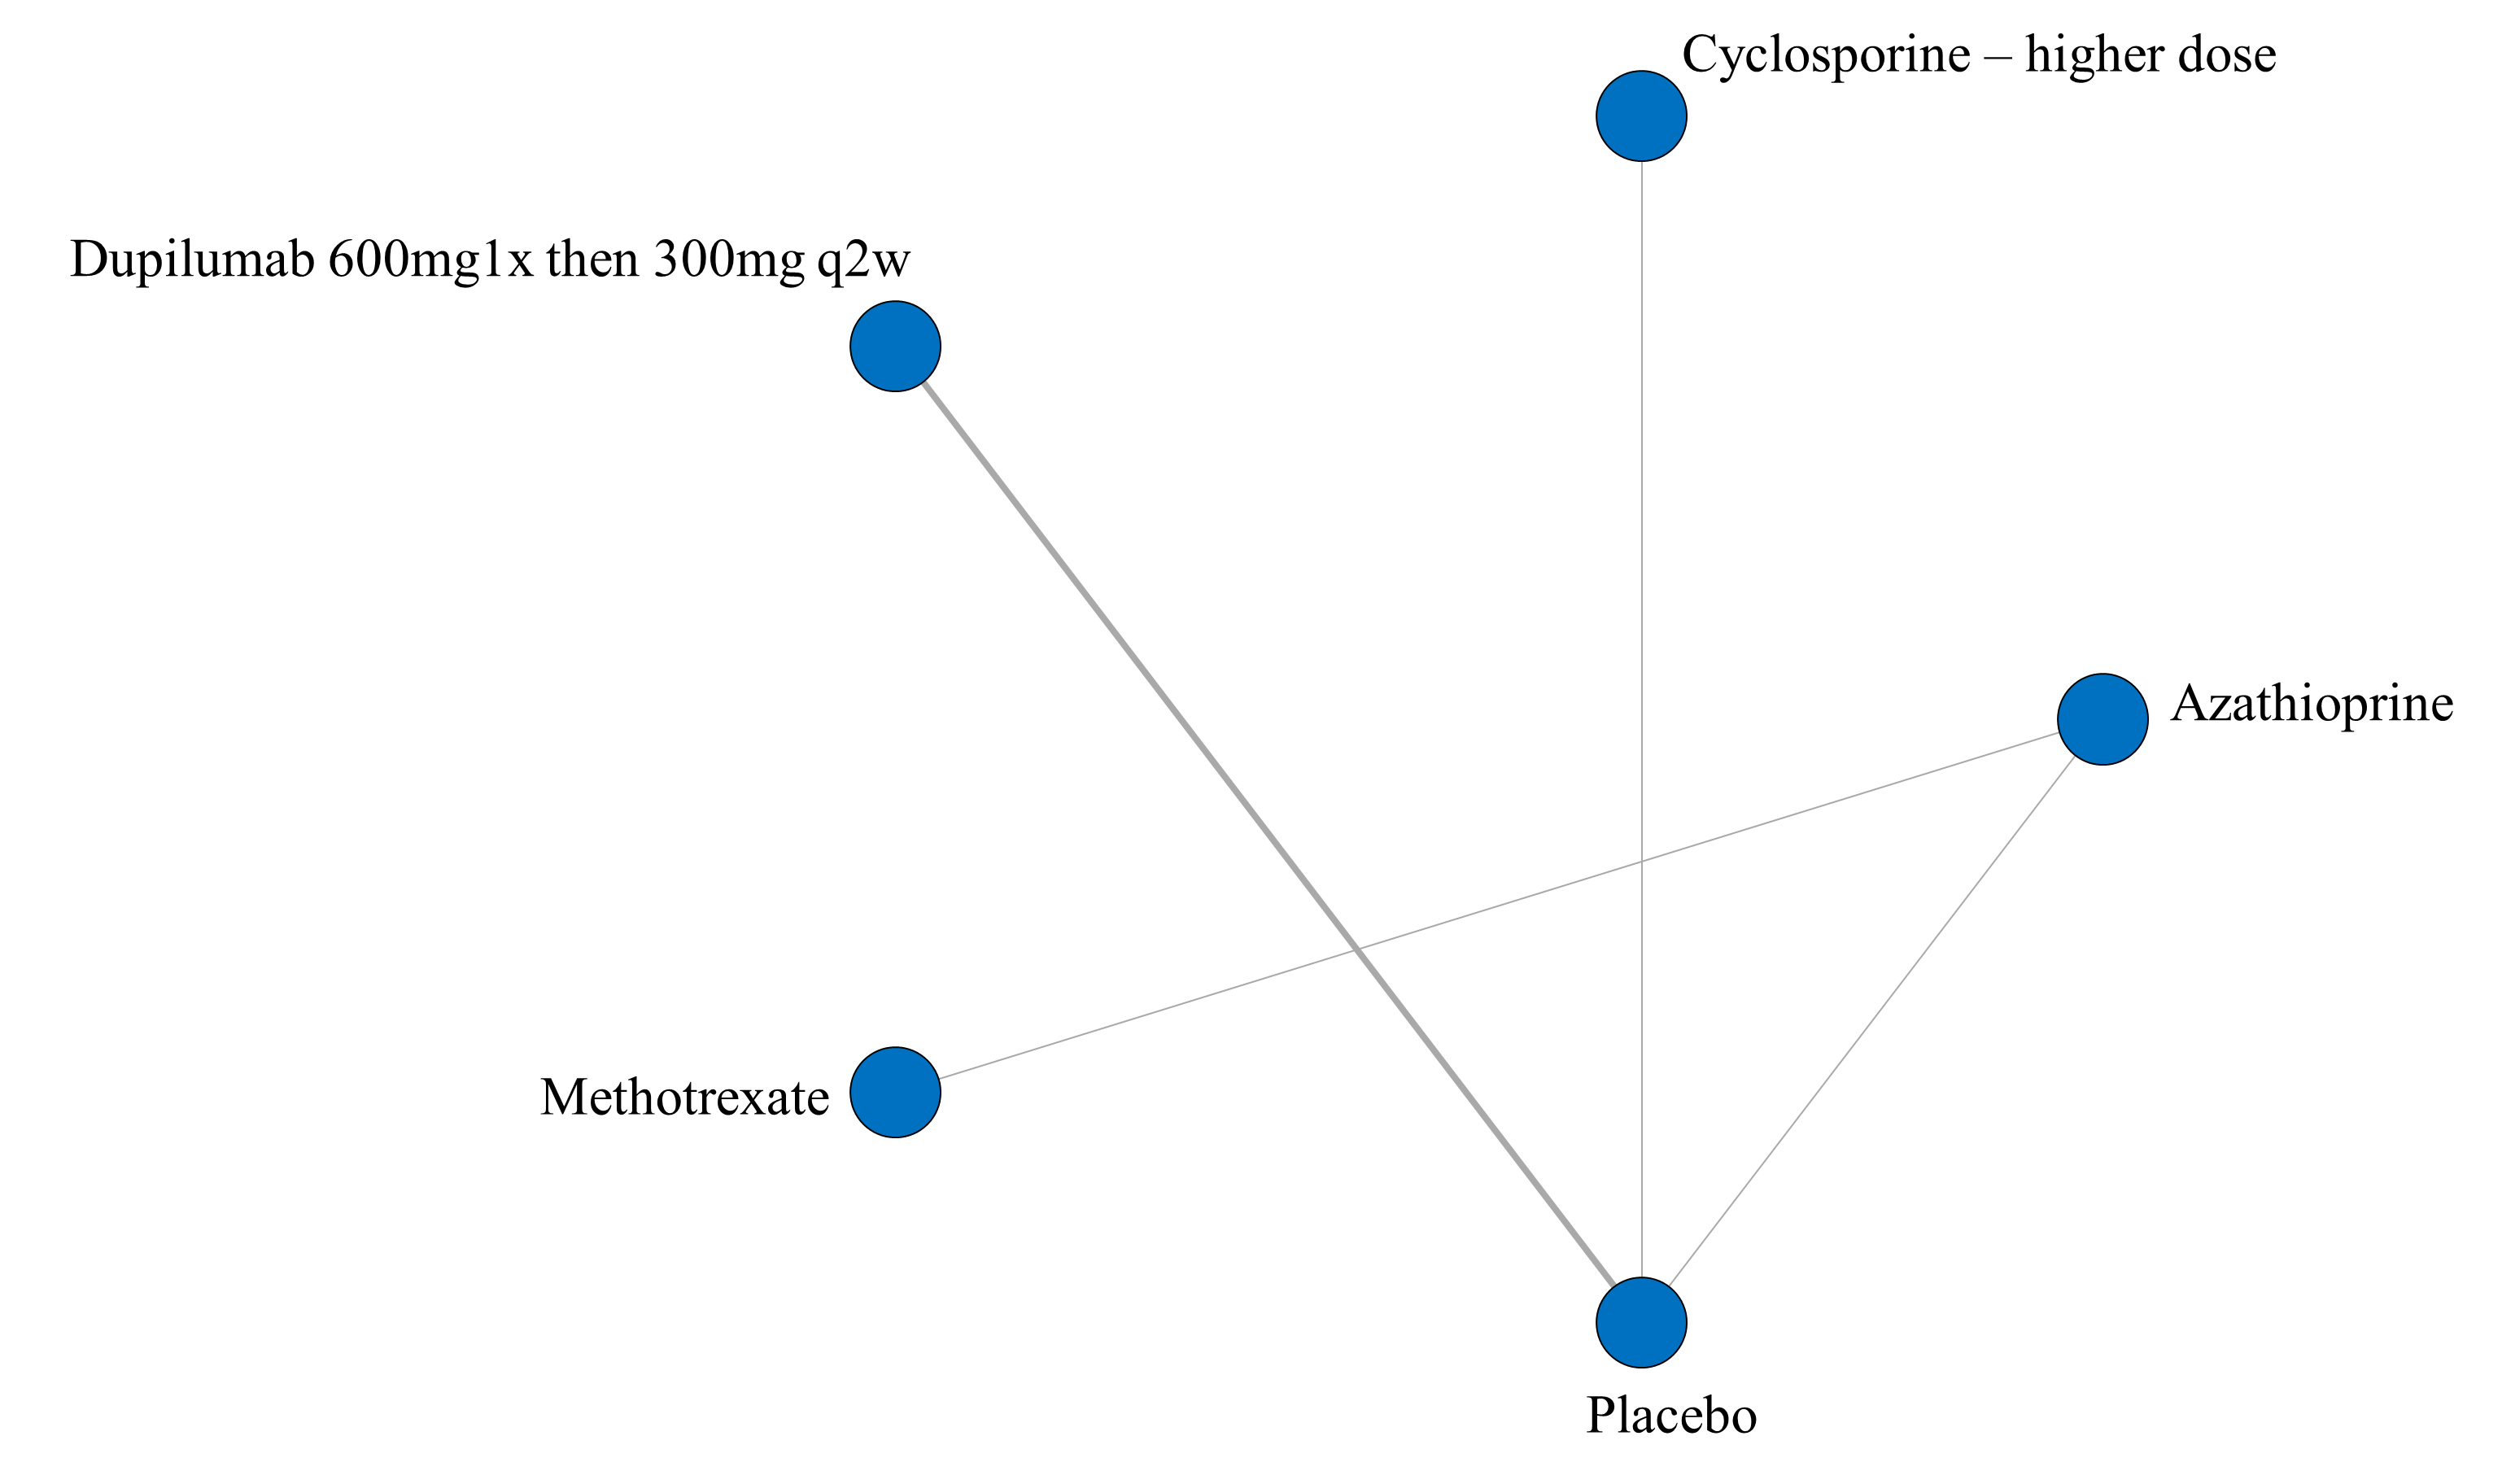 Cyclosporine – higher dose
Dupilumab 600mg1x then 300mg q2w
Azathioprine
Methotrexate
Placebo